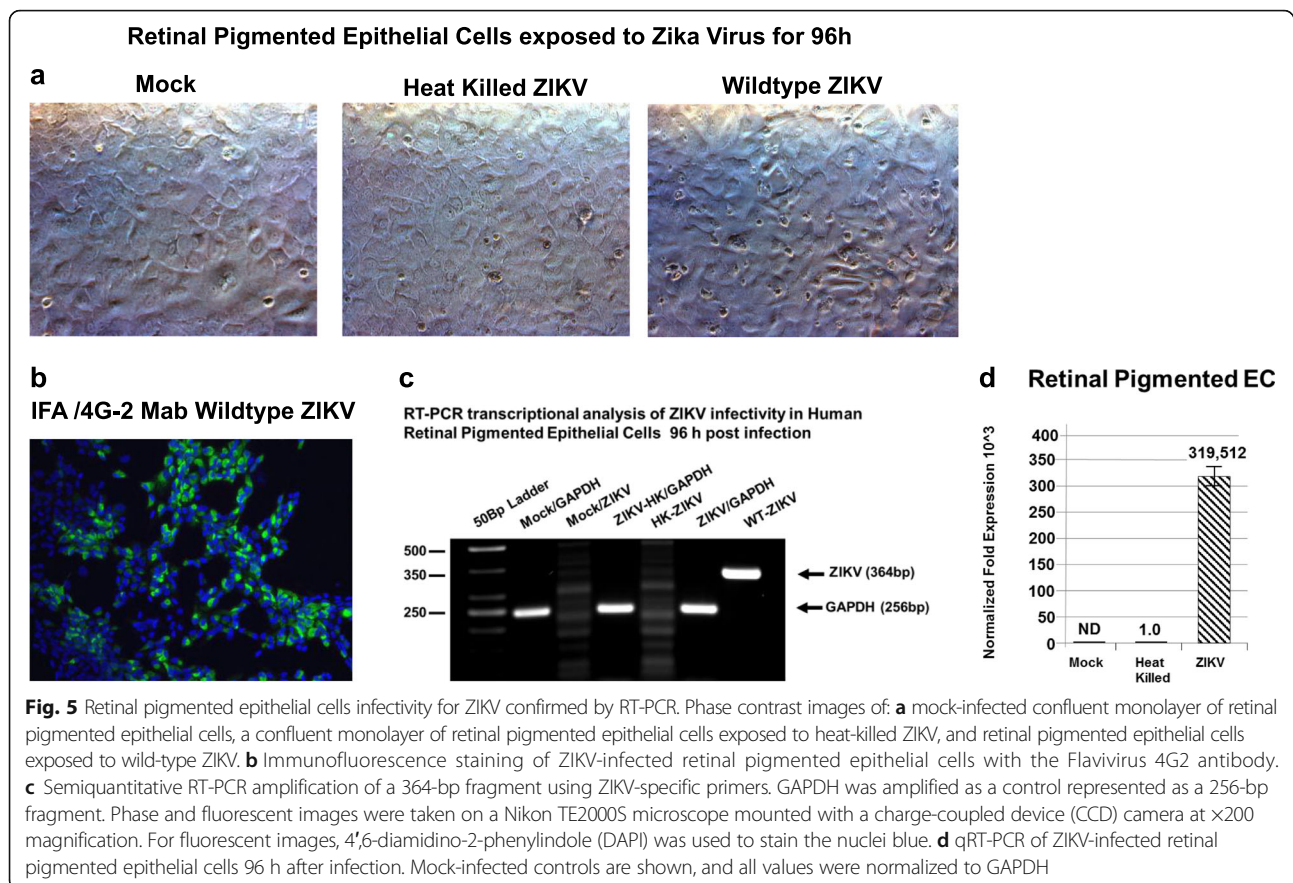 Retinal Pigmented Epithelial Cells exposed to Zika Virus for 96h
a
Mock
Heat Killed ZIKV
Wildtype ZIKV
b
IFA /4G-2 Mab Wildtype ZIKV
c
RT-PCR transcriptional analysis of ZIKV infectivity in Human
Retinal Pigmented Epithelial Cells 96 h post infection
50Bp Ladder
Mock/GAPDH
Mock/ZIKV
ZIKV-HK/GAPDH
HK-ZIKV
ZIKV/GAPDH
WT-ZIKV
500
350
250
ZIKV (364bp)
GAPDH (256bp)
d
Retinal Pigmented EC
Normalized Fold Expression 10^3
400
350
300
250
200
150
100
50
0
ND
1.0
319,512
Mock
Heat
Killed
ZIKV
Fig. 5 Retinal pigmented epithelial cells infectivity for ZIKV confirmed by RT-PCR. Phase contrast images of: a mock-infected confluent monolayer of retinal
pigmented epithelial cells, a confluent monolayer of retinal pigmented epithelial cells exposed to heat-killed ZIKV, and retinal pigmented epithelial cells
exposed to wild-type ZIKV. b Immunofluorescence staining of ZIKV-infected retinal pigmented epithelial cells with the Flavivirus 4G2 antibody.
c Semiquantitative RT-PCR amplification of a 364-bp fragment using ZIKV-specific primers. GAPDH was amplified as a control represented as a 256-bp
fragment. Phase and fluorescent images were taken on a Nikon TE2000S microscope mounted with a charge-coupled device (CCD) camera at ×200
magnification. For fluorescent images, 4′,6-diamidino-2-phenylindole (DAPI) was used to stain the nuclei blue. d qRT-PCR of ZIKV-infected retinal
pigmented epithelial cells 96 h after infection. Mock-infected controls are shown, and all values were normalized to GAPDH